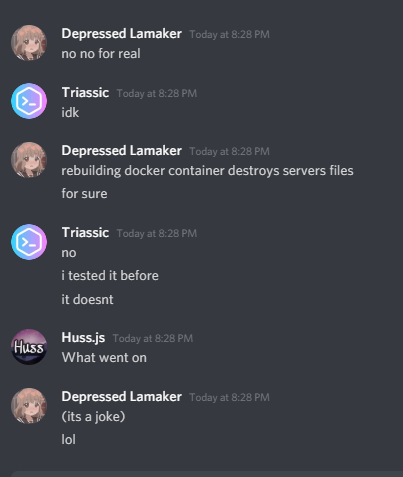 Depressed Lamaker Today at 8:28 PM
no no for real
Triassic Today at 8:28 PM
idk
Depressed Lamaker Today at 8:28 PM
rebuilding docker container destroys servers files
for sure
Triassic Today at 8:28 PM
no
i tested it before
it doesnt
Huss
Huss.js Today at 8:28 PM
What went on
Depressed Lamaker Today at 8:28 PM
(its a joke)
lol